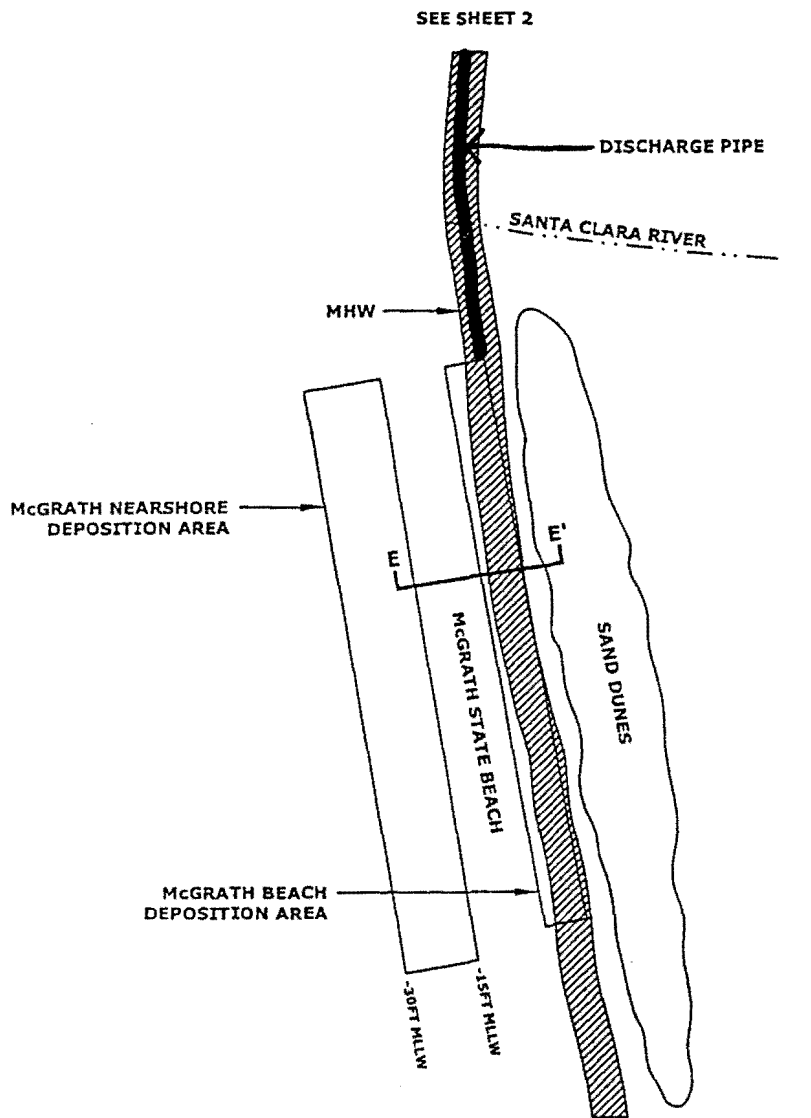 SEE SHEET 2
DISCHARGE PIPE
SANTA CLARA RIVER
MHW
McGRATH NEARSHORE
DEPOSITION AREA
E
E'
McGRATH STATE BEACH
SAND DUNES
McGRATH BEACH
DEPOSITION AREA
-30FT MLLW
-15FT MLLW